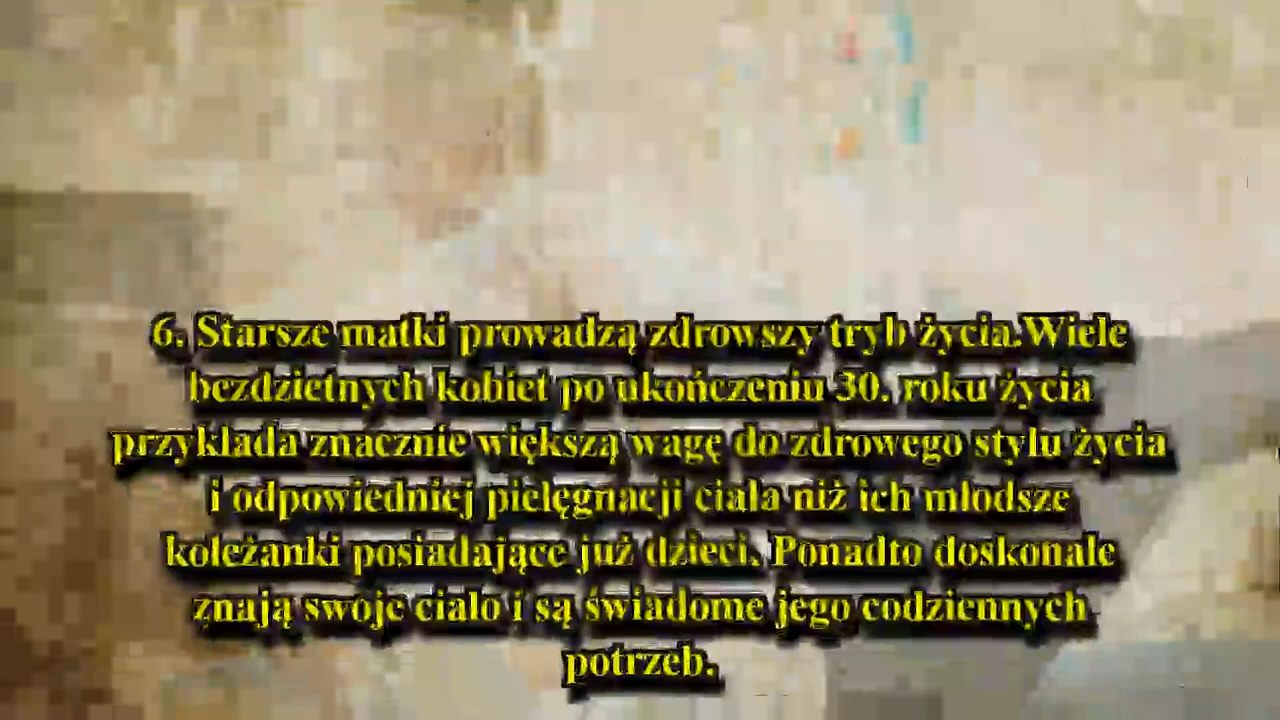 6. Starsze matki prowadzą zdrowszy tryb życia.Wiele
bezdzietnych kobiet po ukończeniu 30. roku życia
przykłada znacznie większą wagę do zdrowego stylu życia
i odpowiedniej pielęgnacji ciała niż ich młodsze
koleżanki posiadające już dzieci. Ponadto doskonale
znają swoje ciało i są świadome jego codziennych
potrzeb.